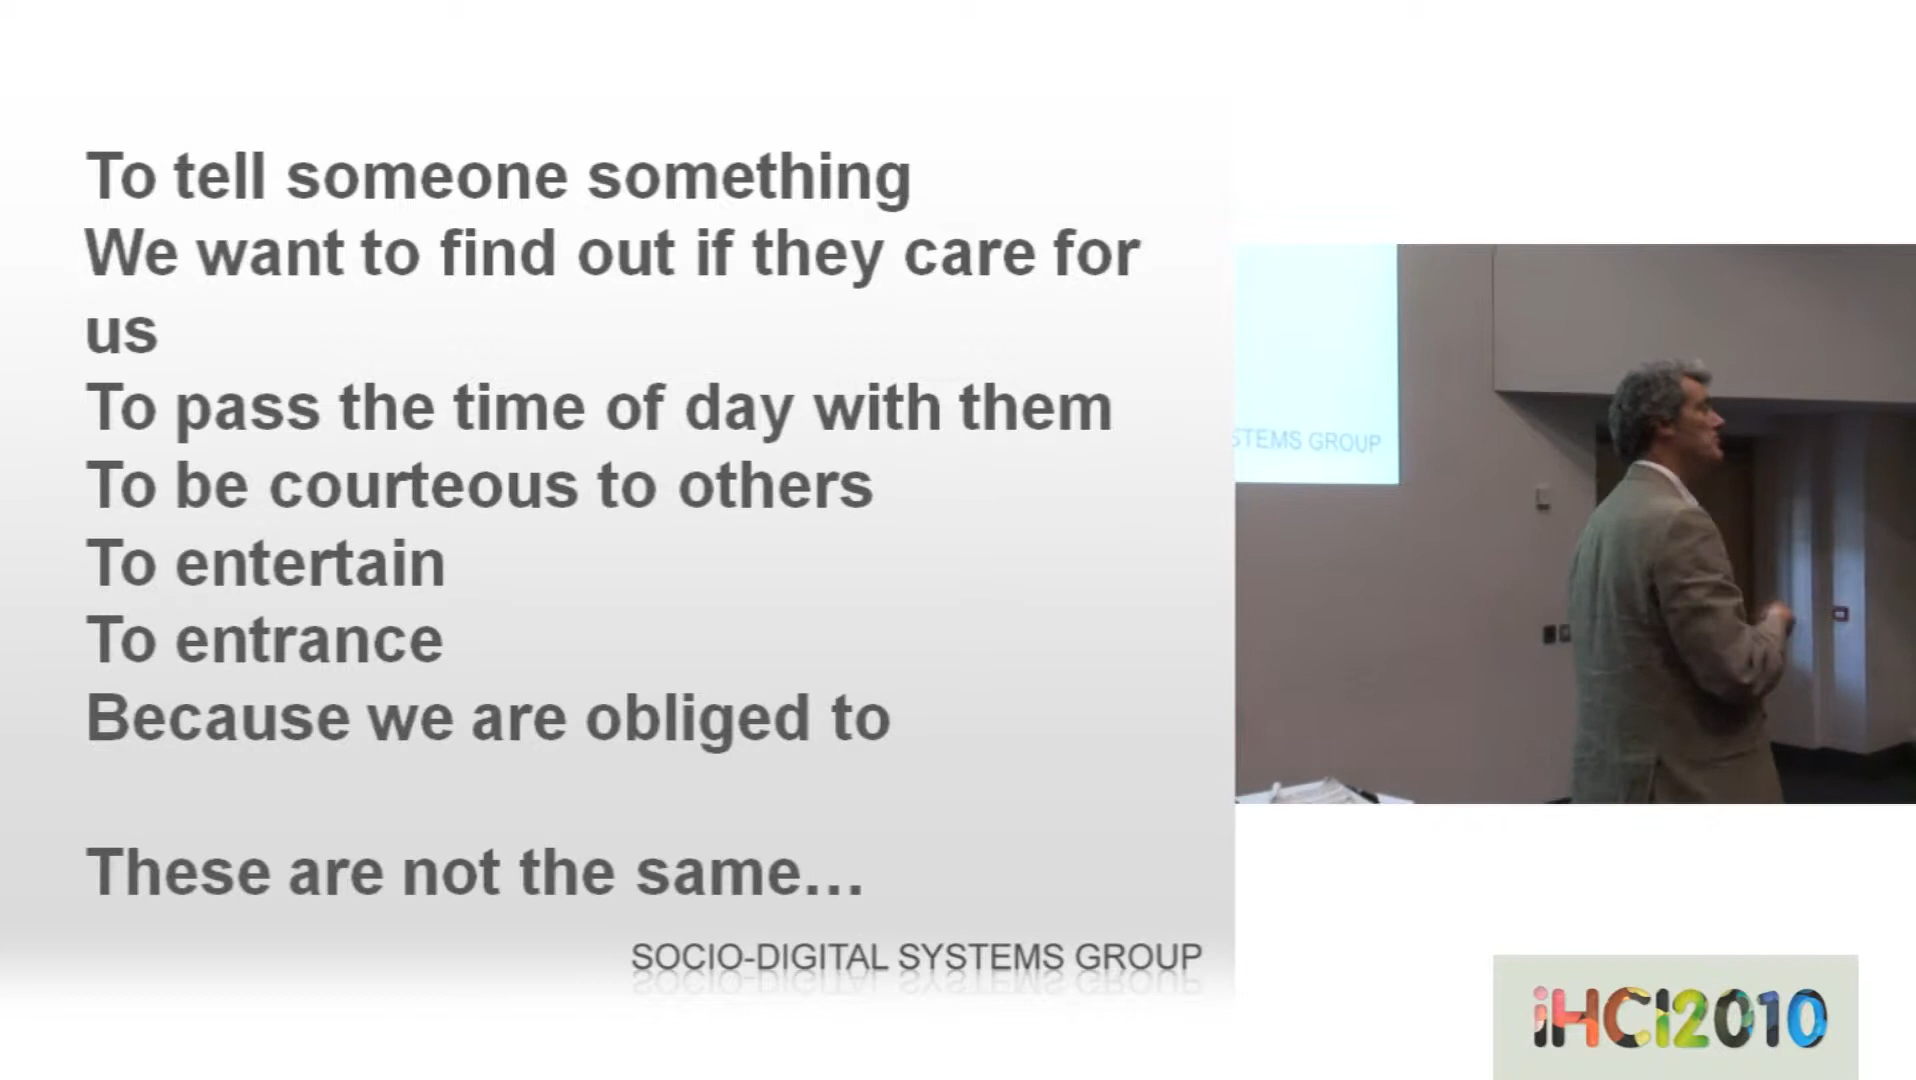 To tell someone something
We want to find out if they care for
us
To pass the time of day with them
To be courteous to others
To entertain
To entrance
Because we are obliged to
These are not the same…
SOCIO-DIGITAL SYSTEMS GROUP
STEMS GROUP
iHCI2010